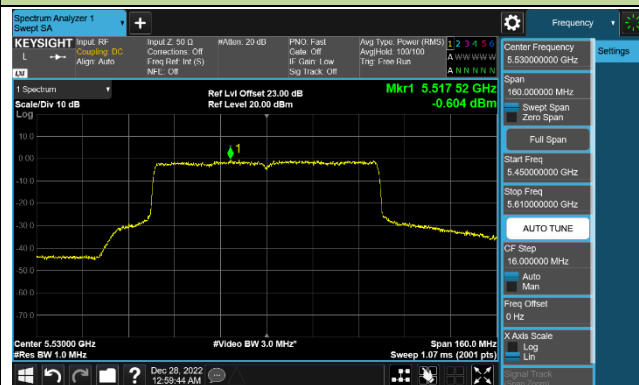 Spectrum Analyzer 1
Swept SA
Frequency
KEYSIGHT
Input: RF
Coupling: DC
Align: Auto
Input Z: 50 Ω
Corrections: Off
Freq Ref: Int (S)
NFE: Off
#Atten: 20 dB
PNO: Fast
Gate: Off
IF Gain: Low
Sig Track: Off
Avg Type: Power (RMS)
Avg|Hold: 100/100
Trig: Free Run
1 2 3 4 5 6
A W W W W W
A N N N N N
L
LXI
1 Spectrum
Scale/Div 10 dB
Log
Ref Lvl Offset 23.00 dB
Ref Level 20.00 dBm
Mkr1 5.517 52 GHz
-0.604 dBm
1
10.0
0.00
-10.0
-20.0
-30.0
-40.0
-50.0
-60.0
-70.0
Center 5.53000 GHz
#Res BW 1.0 MHz
#Video BW 3.0 MHz*
Span 160.0 MHz
Sweep 1.07 ms (2001 pts)
Center Frequency
5.530000000 GHz
Settings
Span
160.000000 MHz
Swept Span
Zero Span
Full Span
Start Freq
5.450000000 GHz
Stop Freq
5.610000000 GHz
AUTO TUNE
CF Step
16.000000 MHz
Auto
Man
Freq Offset
0 Hz
X Axis Scale
Log
Lin
Signal Track
(Span Zoom)
Dec 28, 2022
12:59:44 AM